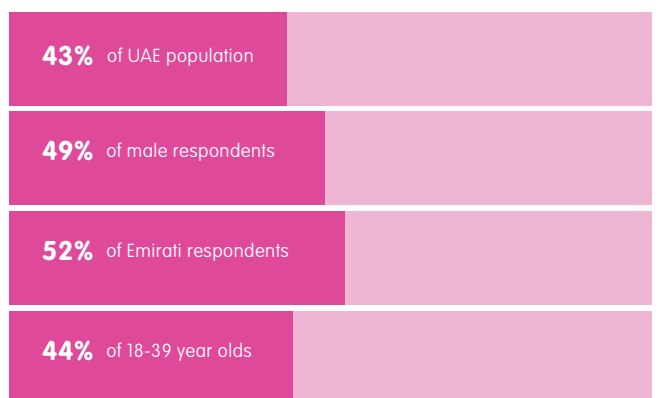 43% of UAE population
49% of male respondents
52% of Emirati respondents
44% of 18-39 year olds